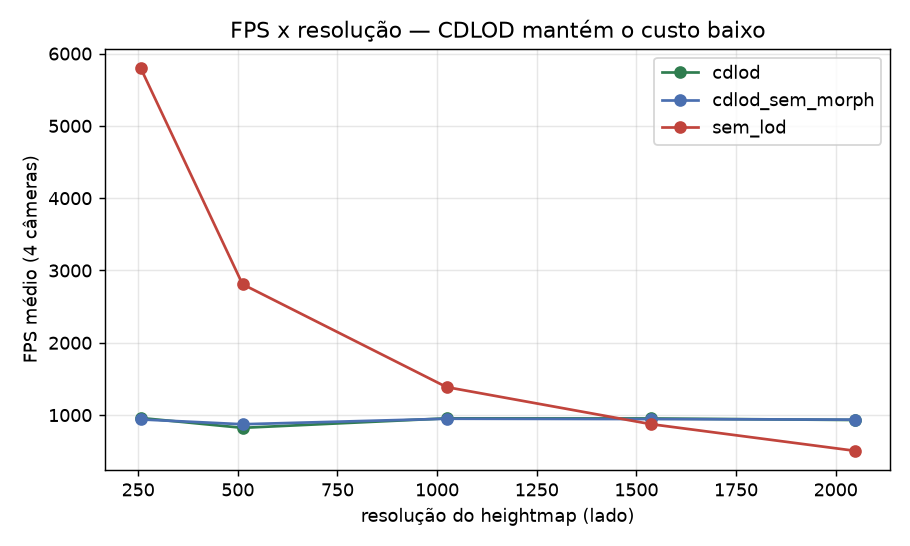 FPS x resolução — CDLOD mantém o custo baixo
cdlod
cdlod_sem_morph
sem_lod
FPS médio (4 câmeras)
6000
5000
4000
3000
2000
1000
250
500
750
1000
1250
1500
1750
2000
resolução do heightmap (lado)